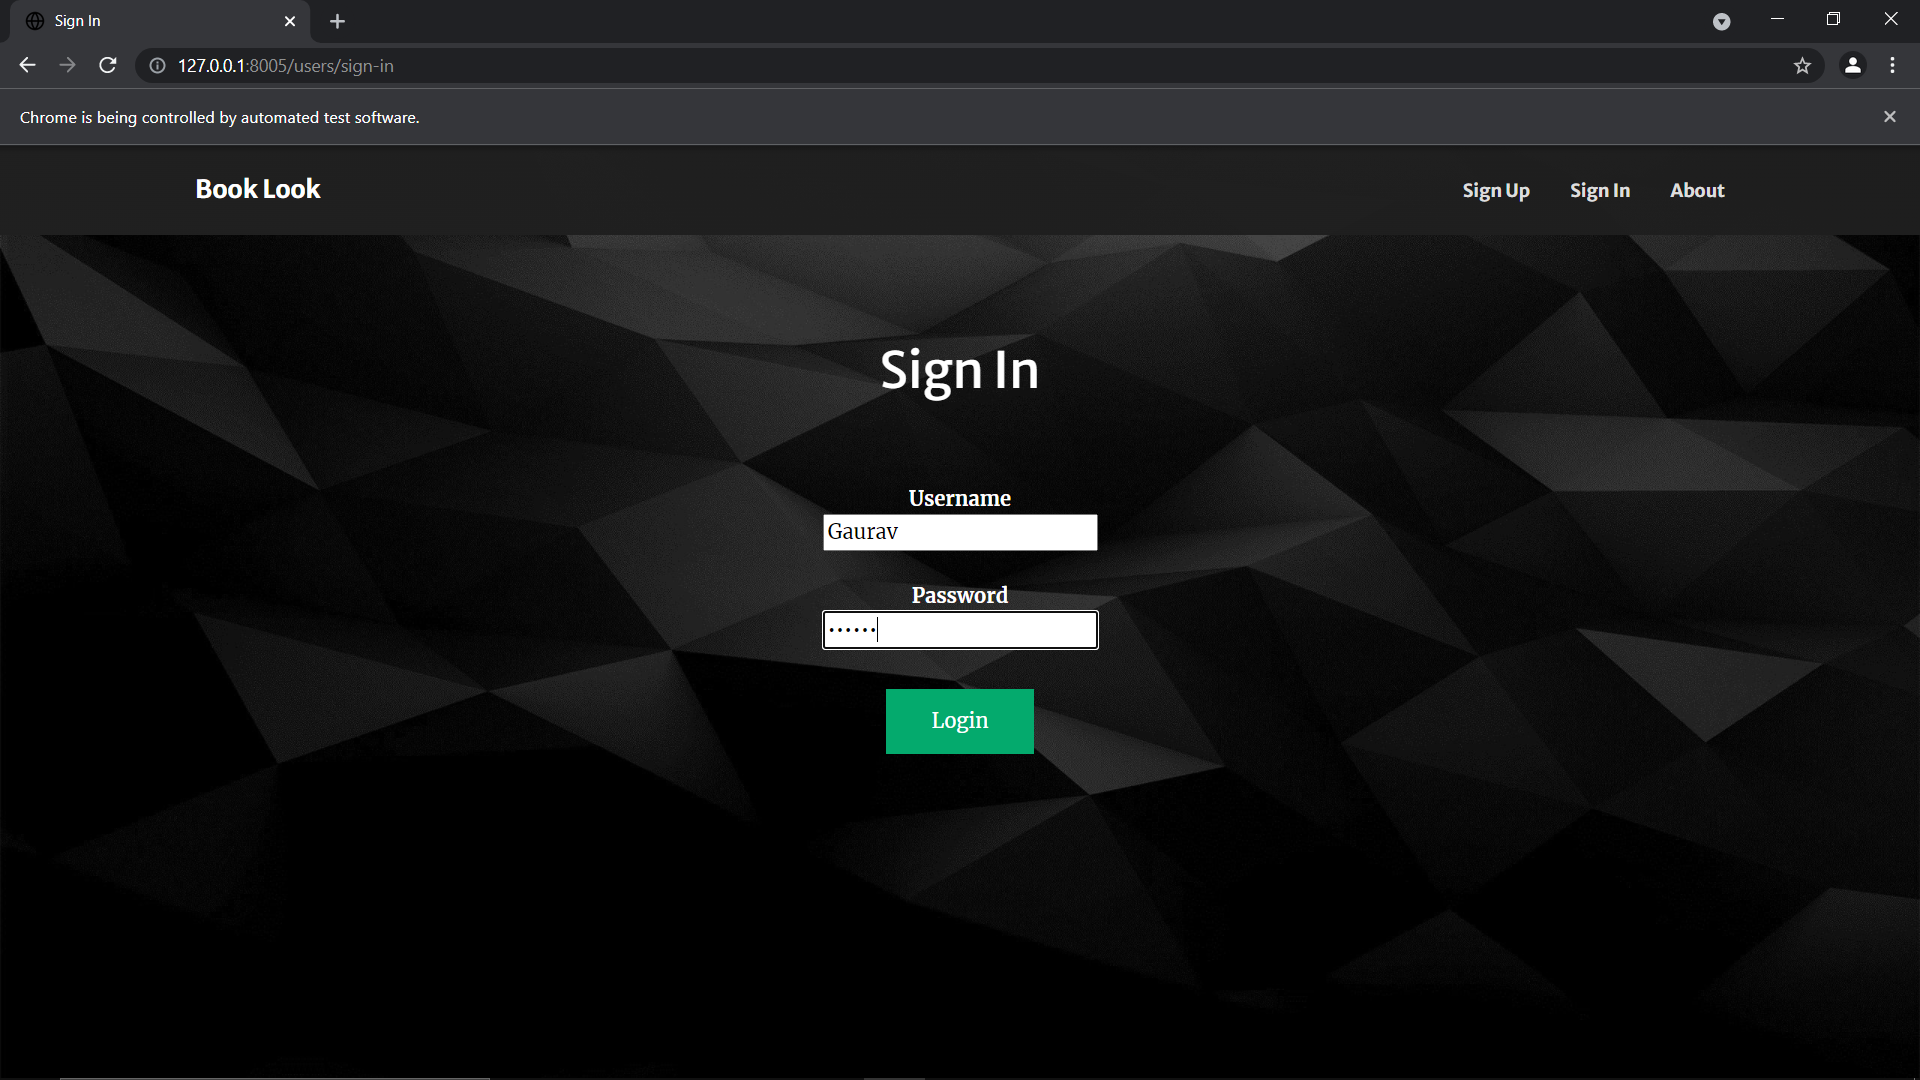 Sign In
127.0.0.1:8005/users/sign-in
Chrome is being controlled by automated test software.
Book Look
Sign Up
Sign In
About
Sign In
Username
Gaurav
Password
••••••
Login